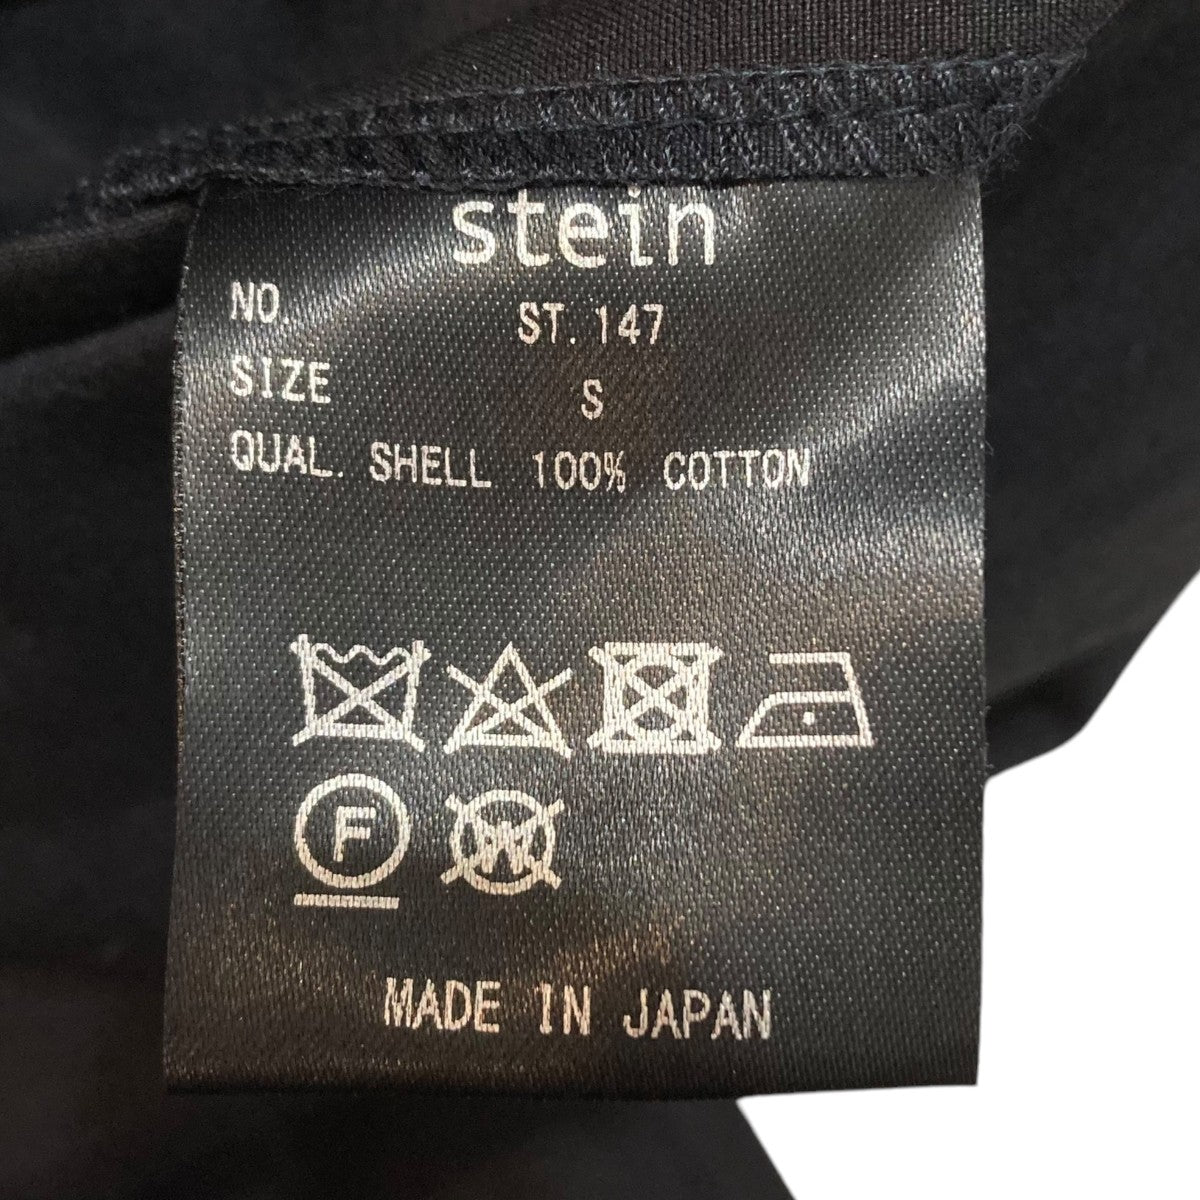 stein
NO. ST.147
SIZE S
QUAL. SHELL 100% COTTON
F W
MADE IN JAPAN